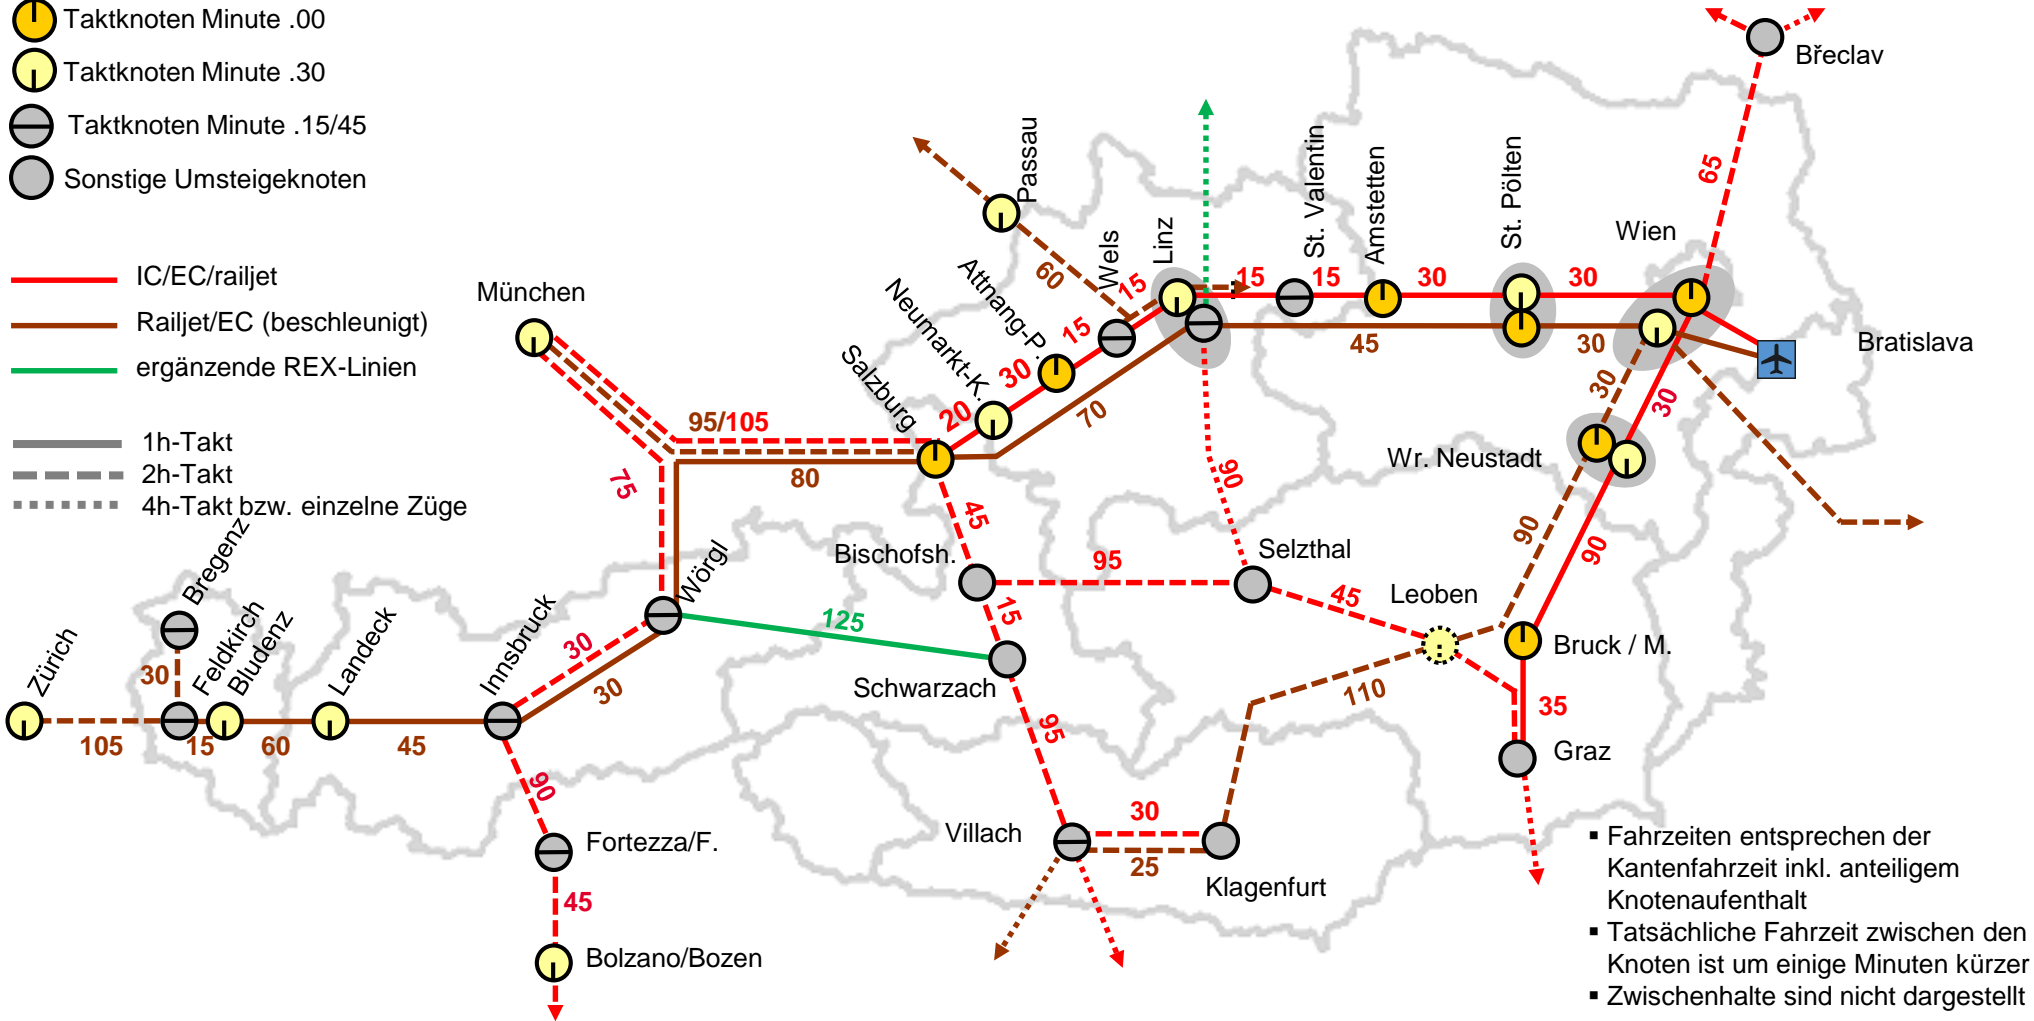 Taktknoten Minute .00
Taktknoten Minute .30
Taktknoten Minute .15/45
Sonstige Umsteigeknoten
IC/EC/railjet
Railjet/EC (beschleunigt)
ergänzende REX-Linien
1h-Takt
2h-Takt
4h-Takt bzw. einzelne Züge
Břeclav
65
Passau
60
Wels
Linz
St. Valentin
Amstetten
St. Pölten
Wien
Bratislava
15
15
15
30
30
45
30
Attnang-P.
15
30
Neumarkt-K.
20
Salzburg
70
München
95/105
80
75
30
30
Wr. Neustadt
90
90
90
45
Bischofsh.
95
Selzthal
45
Leoben
15
Wörgl
125
Schwarzach
Bruck / M.
110
35
Graz
Bregenz
30
Feldkirch
Bludenz
Landeck
Innsbruck
30
30
Zürich
105
15
60
45
90
95
Fortezza/F.
45
Bolzano/Bozen
Villach
30
25
Klagenfurt
▪ Fahrzeiten entsprechen der
Kantenfahrzeit inkl. anteiligem
Knotenaufenthalt
▪ Tatsächliche Fahrzeit zwischen den
Knoten ist um einige Minuten kürzer
▪ Zwischenhalte sind nicht dargestellt